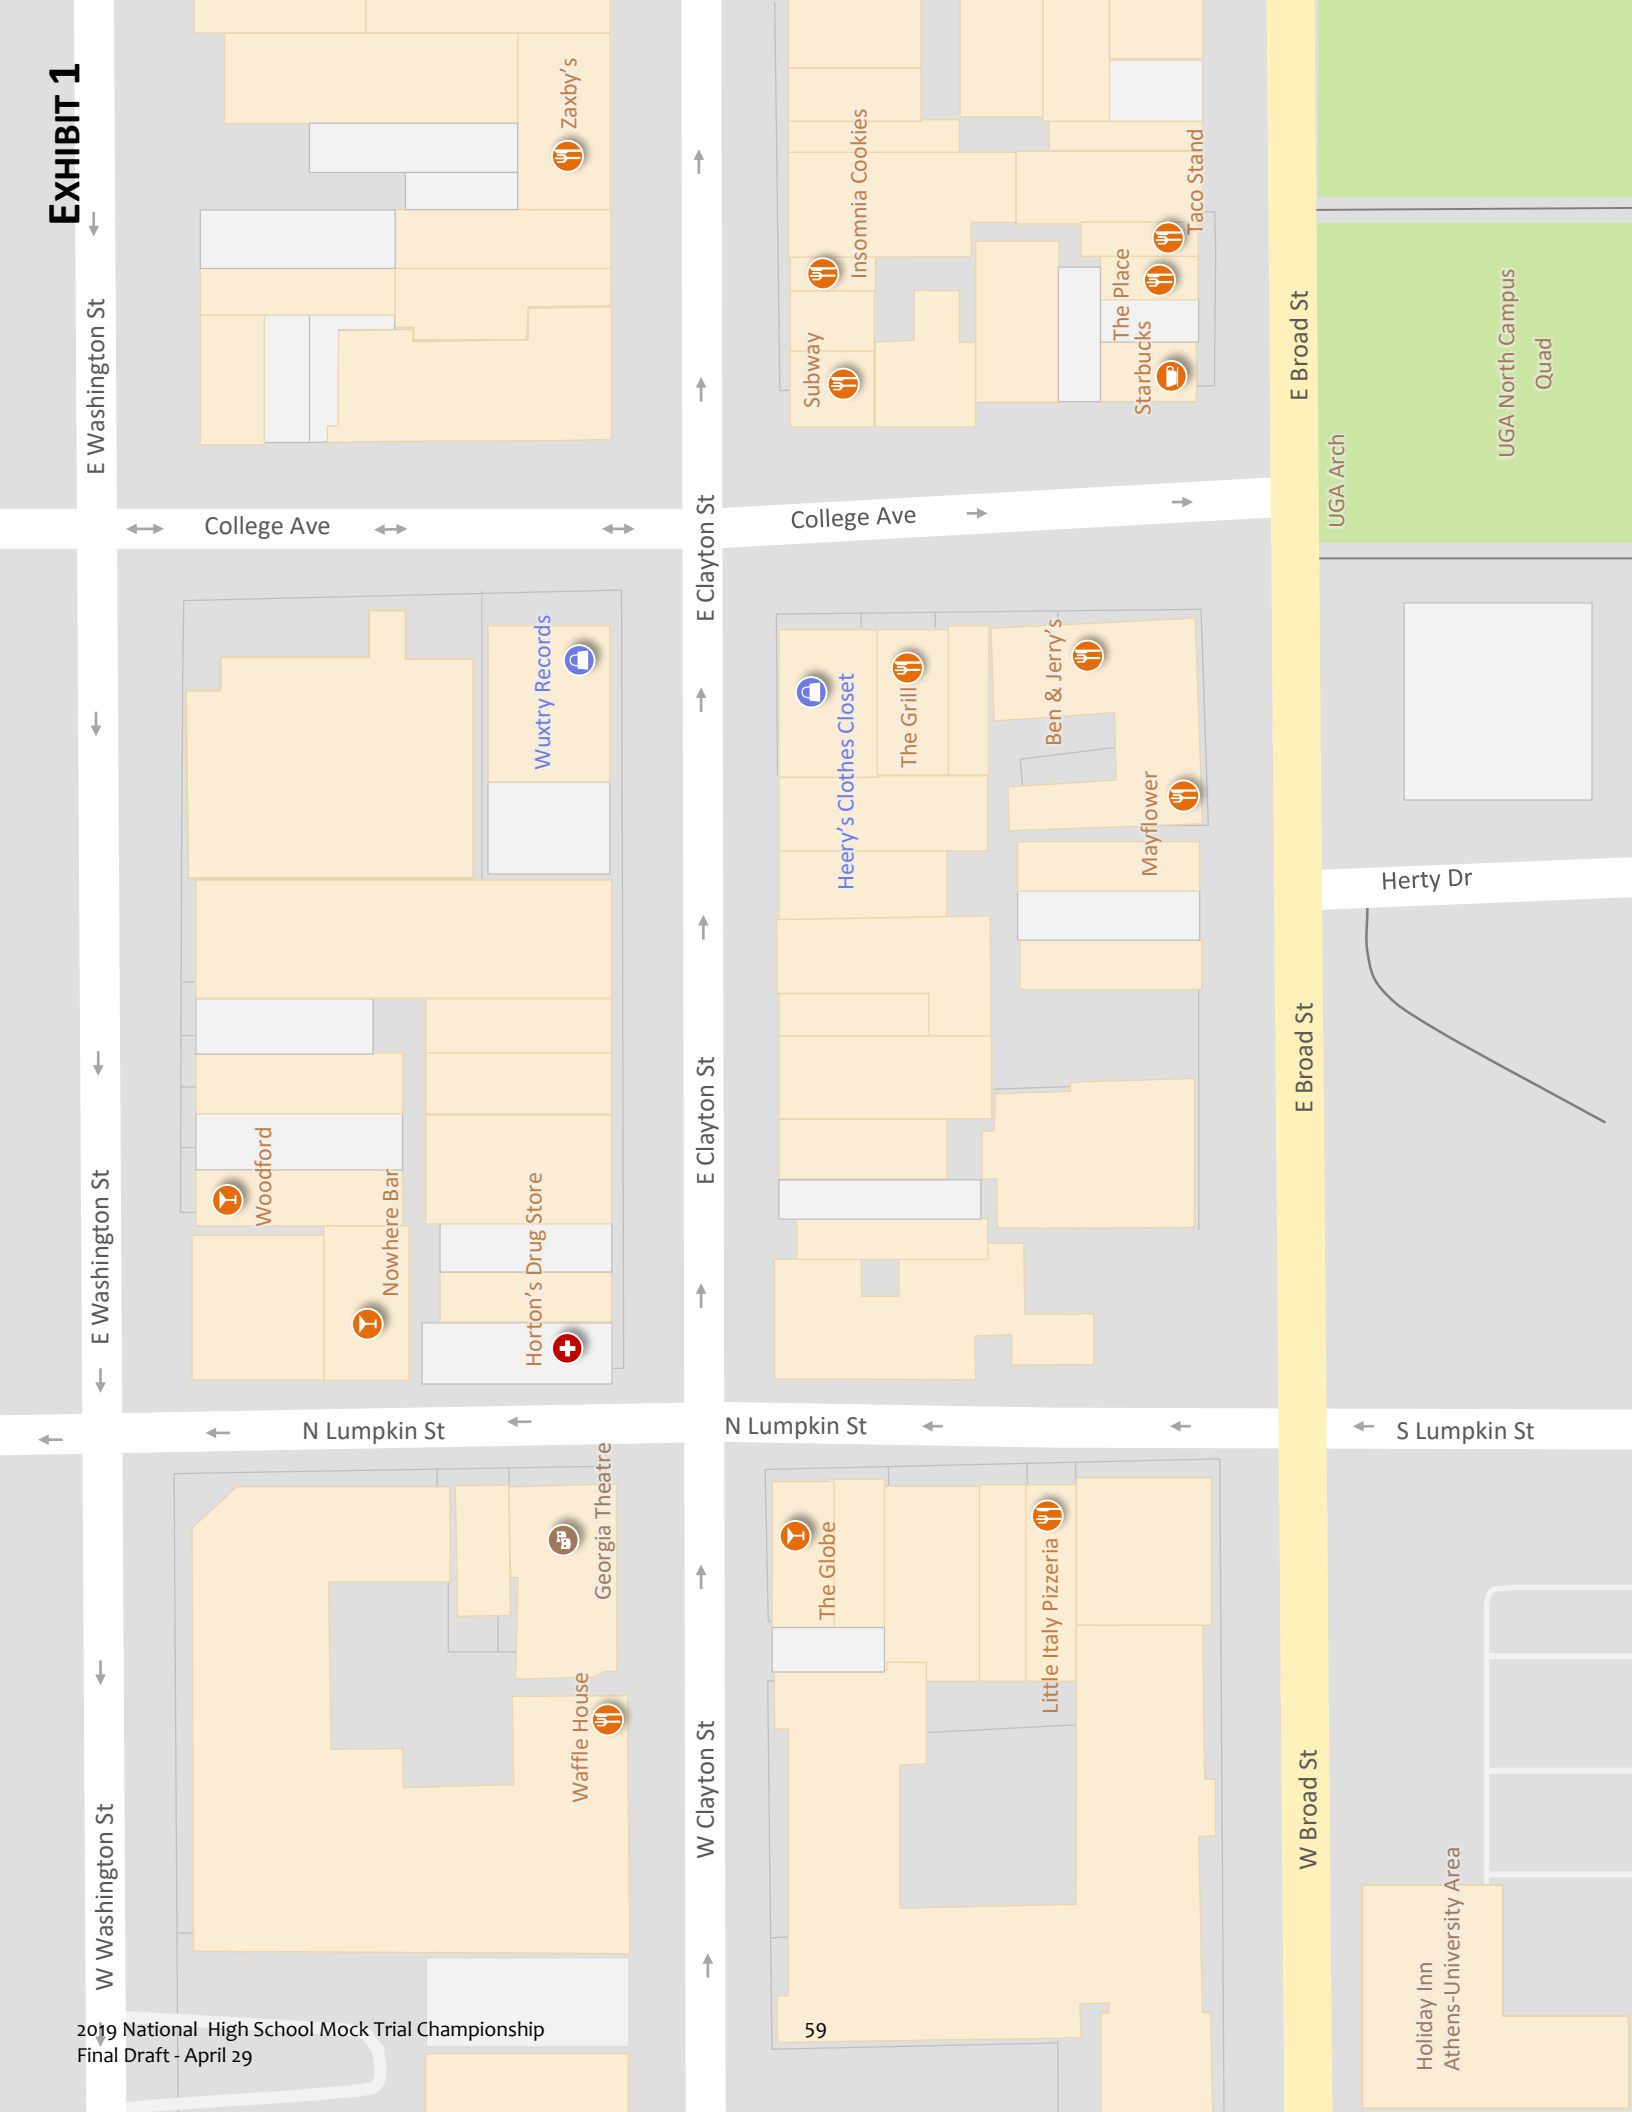 EXHIBIT 1
E Washington St
E Washington St
W Washington St
College Ave
College Ave
N Lumpkin St
N Lumpkin St
S Lumpkin St
E Clayton St
E Clayton St
W Clayton St
E Broad St
E Broad St
W Broad St
Herty Dr
Zaxby's
Insomnia Cookies
Subway
Taco Stand
The Place
Starbucks
UGA Arch
UGA North Campus
Quad
Wuxtry Records
Heery's Clothes Closet
The Grill
Ben & Jerry's
Mayflower
Woodford
Nowhere Bar
Horton's Drug Store
Georgia Theatre
Waffle House
The Globe
Little Italy Pizzeria
Holiday Inn
Athens-University Area
2019 National High School Mock Trial Championship
Final Draft - April 29
59